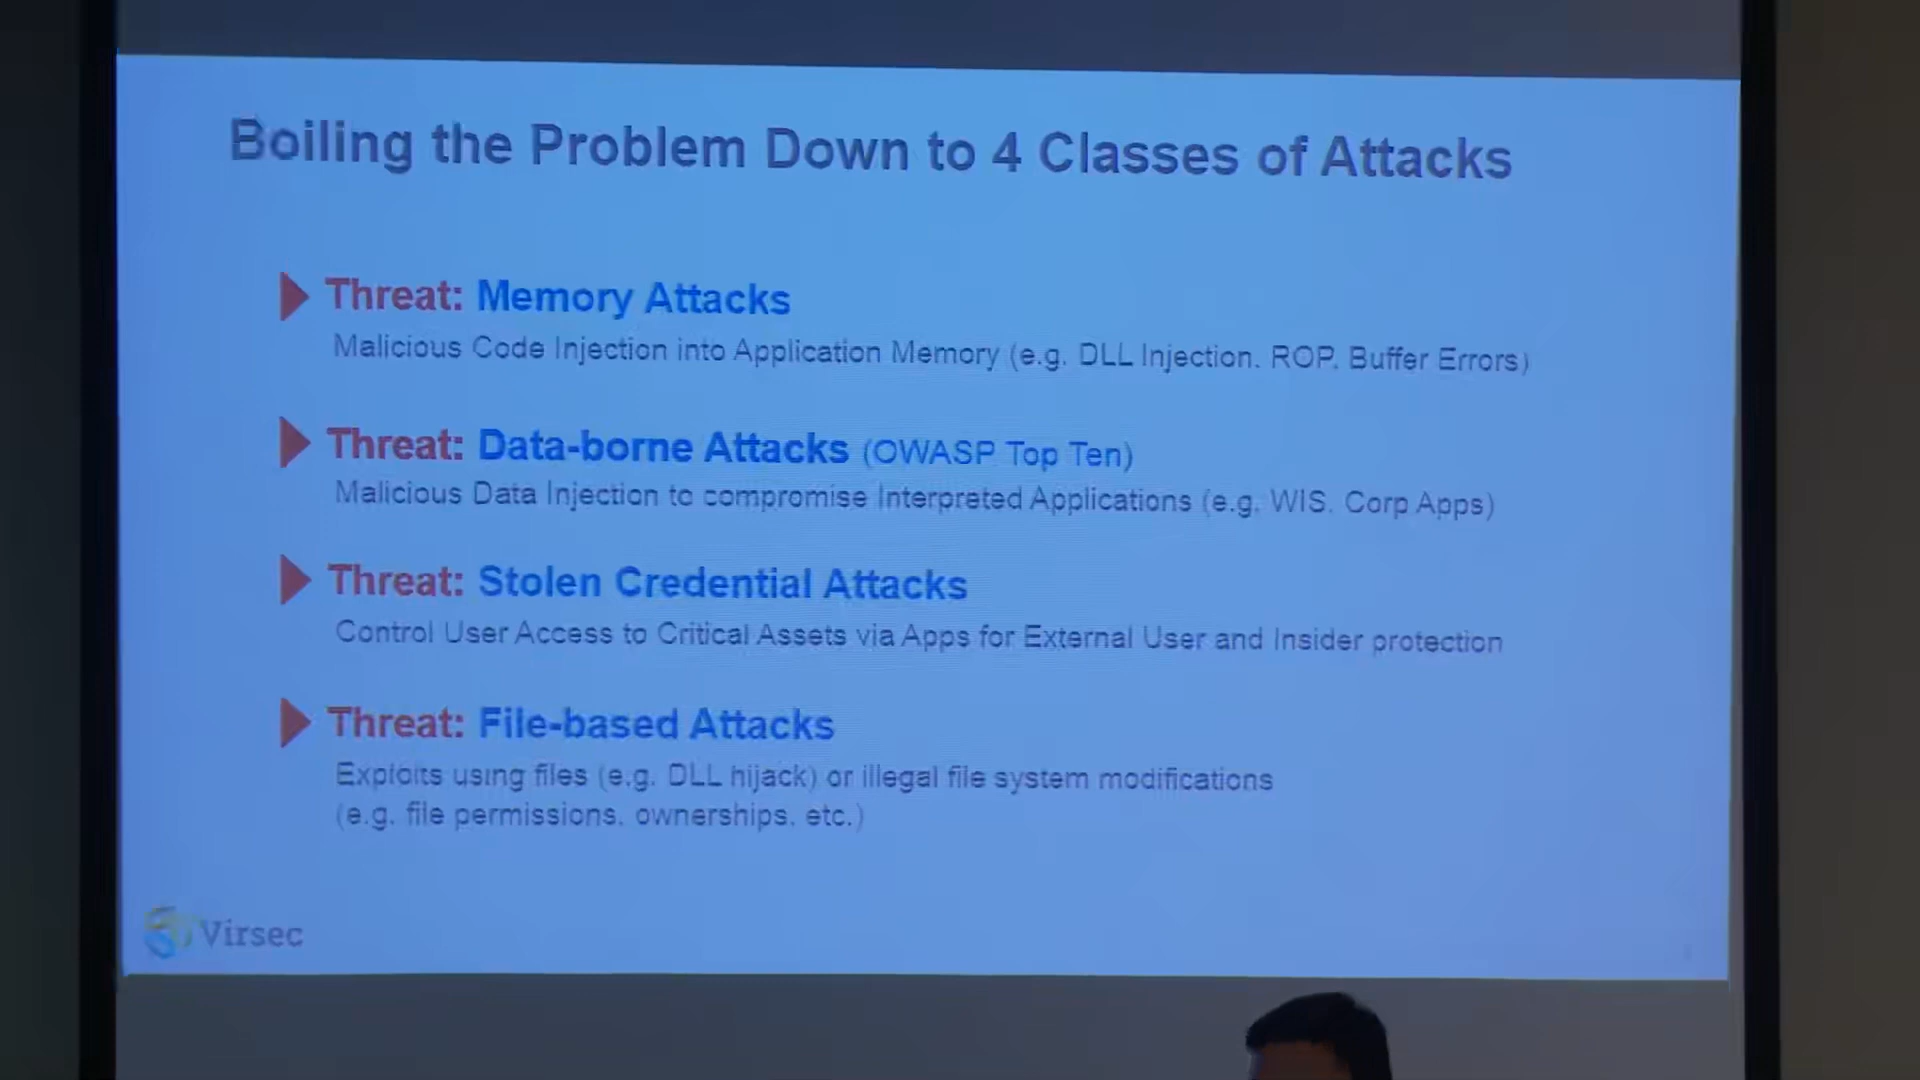 Boiling the Problem Down to 4 Classes of Attacks
Threat: Memory Attacks
Malicious Code Injection into Application Memory (e.g. DLL Injection, ROP, Buffer Errors)
Threat: Data-borne Attacks (OWASP Top Ten)
Malicious Data Injection to compromise Interpreted Applications (e.g. WIS, Corp Apps)
Threat: Stolen Credential Attacks
Control User Access to Critical Assets via Apps for External User and Insider protection
Threat: File-based Attacks
Exploits using files (e.g. DLL hijack) or illegal file system modifications
(e.g. file permissions, ownerships, etc.)
Virsec